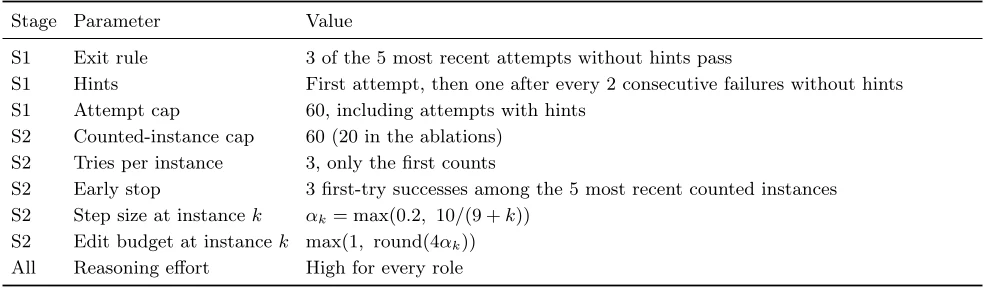 Stage Parameter Value
S1 Exit rule 3 of the 5 most recent attempts without hints pass
S1 Hints First attempt, then one after every 2 consecutive failures without hints
S1 Attempt cap 60, including attempts with hints
S2 Counted-instance cap 60 (20 in the ablations)
S2 Tries per instance 3, only the first counts
S2 Early stop 3 first-try successes among the 5 most recent counted instances
S2 Step size at instance k αₖ = max(0.2, 10/(9 + k))
S2 Edit budget at instance k max(1, round(4αₖ))
All Reasoning effort High for every role